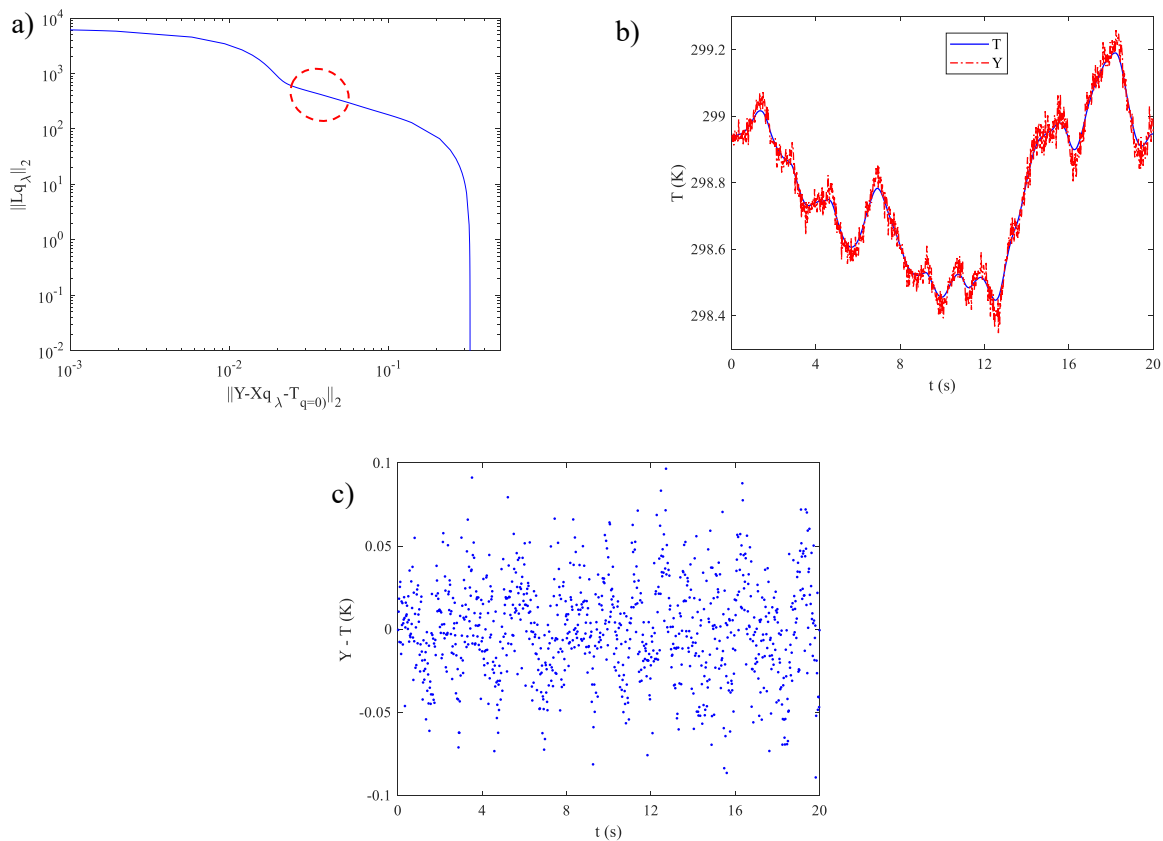 a)
10^4
10^3
10^2
10^1
10^0
10^-1
10^-2
||Lq_λ||_2
10^-3
10^-2
10^-1
||Y-Xq_λ-T_q=0)||_2
b)
299.2
299
298.8
298.6
298.4
T (K)
T
Y
0
4
8
12
16
20
t (s)
c)
0.1
0.05
0
-0.05
-0.1
Y - T (K)
0
4
8
12
16
20
t (s)